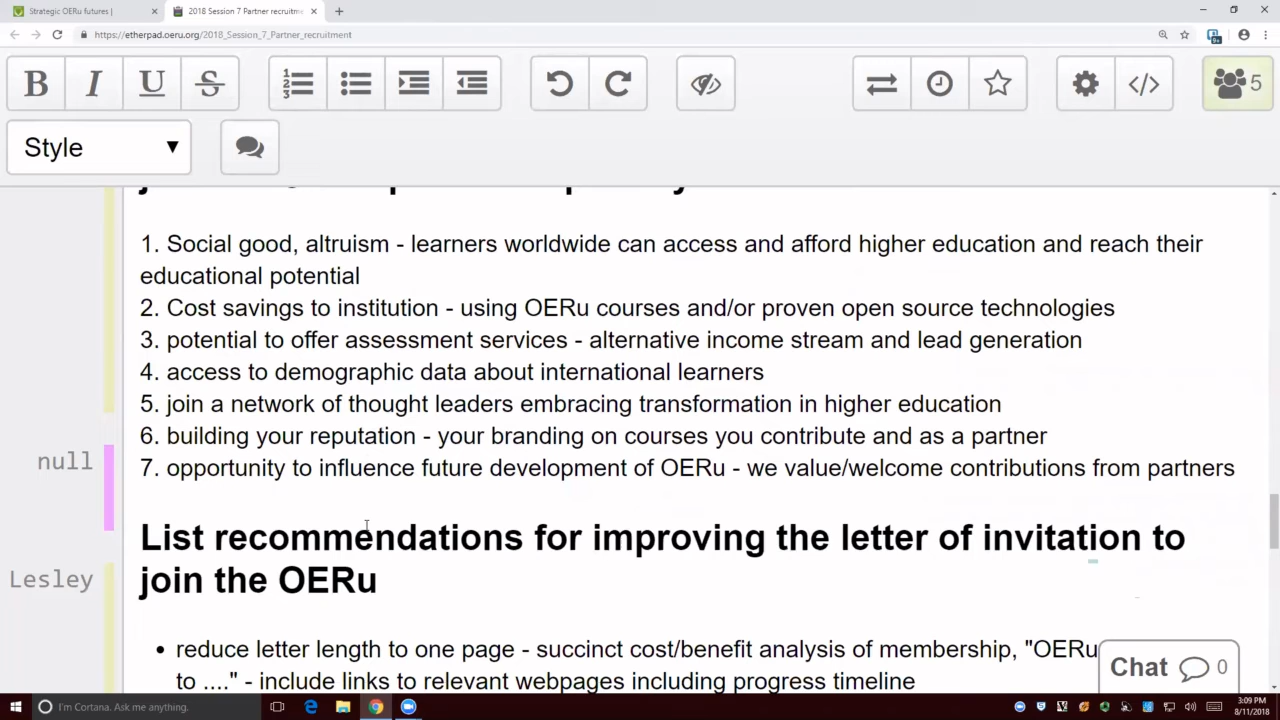 Strategic OERu futures |
2018 Session 7 Partner recruitm
https://etherpad.oeru.org/2018_Session_7_Partner_recruitment
B I U S
5
Style
1. Social good, altruism - learners worldwide can access and afford higher education and reach their
educational potential
2. Cost savings to institution - using OERu courses and/or proven open source technologies
3. potential to offer assessment services - alternative income stream and lead generation
4. access to demographic data about international learners
5. join a network of thought leaders embracing transformation in higher education
6. building your reputation - your branding on courses you contribute and as a partner
null
7. opportunity to influence future development of OERu - we value/welcome contributions from partners
List recommendations for improving the letter of invitation to
Lesley
join the OERu
• reduce letter length to one page - succinct cost/benefit analysis of membership, "OERu
to ...." - include links to relevant webpages including progress timeline
Chat 0
I'm Cortana. Ask me anything.
3:09 PM
8/11/2018